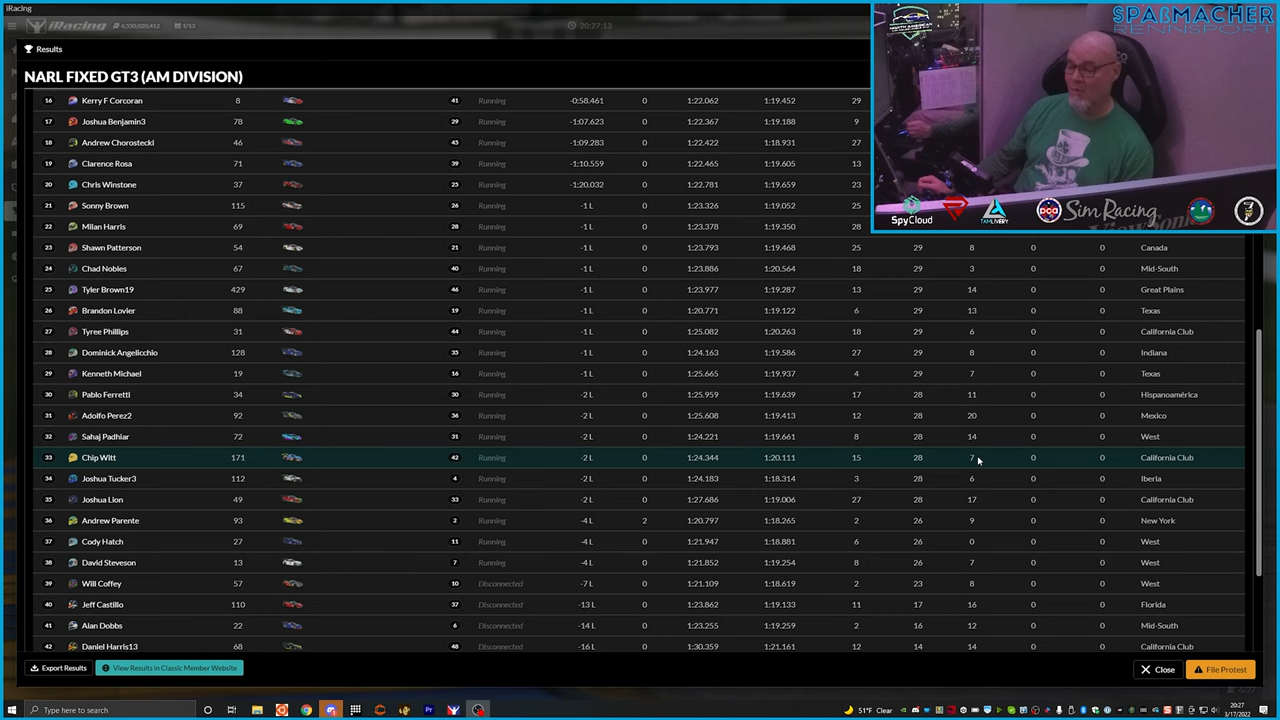 iRacing
iRacing 4,550,020,412 1/13 20:27:13
SPAßMACHER
RENNSPORT
Results
NARL FIXED GT3 (AM DIVISION)
16 Kerry F Corcoran 8 41 Running -0:58.461 0 1:22.062 1:19.452 29
17 Joshua Benjamin3 78 29 Running -1:07.623 0 1:22.367 1:19.188 9
18 Andrew Chorostecki 46 45 Running -1:09.283 0 1:22.422 1:18.931 27
19 Clarence Rosa 71 39 Running -1:10.559 0 1:22.465 1:19.605 13
20 Chris Winstone 37 25 Running -1:20.032 0 1:22.781 1:19.659 23
21 Sonny Brown 115 26 Running -1 L 0 1:23.326 1:19.052 25
SpyCloud TAMLIVERY pca Sim Racing
ViewSonic
22 Milan Harris 69 28 Running -1 L 0 1:23.378 1:19.350 28
23 Shawn Patterson 54 21 Running -1 L 0 1:23.793 1:19.468 25 29 8 0 0 Canada
24 Chad Nobles 67 40 Running -1 L 0 1:23.886 1:20.564 18 29 3 0 0 Mid-South
25 Tyler Brown19 429 46 Running -1 L 0 1:23.977 1:19.287 13 29 14 0 0 Great Plains
26 Brandon Lovier 88 19 Running -1 L 0 1:20.771 1:19.122 6 29 13 0 0 Texas
27 Tyree Phillips 31 44 Running -1 L 0 1:25.082 1:20.263 18 29 6 0 0 California Club
28 Dominick Angelicchio 128 35 Running -1 L 0 1:24.163 1:19.586 27 29 8 0 0 Indiana
29 Kenneth Michael 19 16 Running -1 L 0 1:25.665 1:19.937 4 29 7 0 0 Texas
30 Pablo Ferretti 34 30 Running -2 L 0 1:25.959 1:19.639 17 28 11 0 0 Hispanoamérica
31 Adolfo Perez2 92 36 Running -2 L 0 1:25.608 1:19.413 12 28 20 0 0 Mexico
32 Sahaj Padhiar 72 31 Running -2 L 0 1:24.221 1:19.661 8 28 14 0 0 West
33 Chip Witt 171 42 Running -2 L 0 1:24.344 1:20.111 15 28 7 0 0 California Club
34 Joshua Tucker3 112 4 Running -2 L 0 1:24.183 1:18.314 3 28 6 0 0 Iberia
35 Joshua Lion 49 33 Running -2 L 0 1:27.686 1:19.006 27 28 17 0 0 California Club
36 Andrew Parente 93 2 Running -4 L 2 1:20.797 1:18.265 2 26 9 0 0 New York
37 Cody Hatch 27 11 Running -4 L 0 1:21.947 1:18.881 6 26 0 0 0 West
38 David Steveson 13 7 Running -4 L 0 1:21.852 1:19.254 8 26 7 0 0 West
39 Will Coffey 57 10 Disconnected -7 L 0 1:21.109 1:18.619 2 23 8 0 0 West
40 Jeff Castillo 110 37 Disconnected -13 L 0 1:23.862 1:19.133 11 17 16 0 0 Florida
41 Alan Dobbs 22 6 Disconnected -14 L 0 1:23.255 1:19.259 2 16 12 0 0 Mid-South
42 Daniel Harris13 68 48 Disconnected -16 L 0 1:30.359 1:21.161 12 14 14 0 0 California Club
Export Results View Results in Classic Member Website Close File Protest
Type here to search 51°F Clear 20:27
3/17/2022